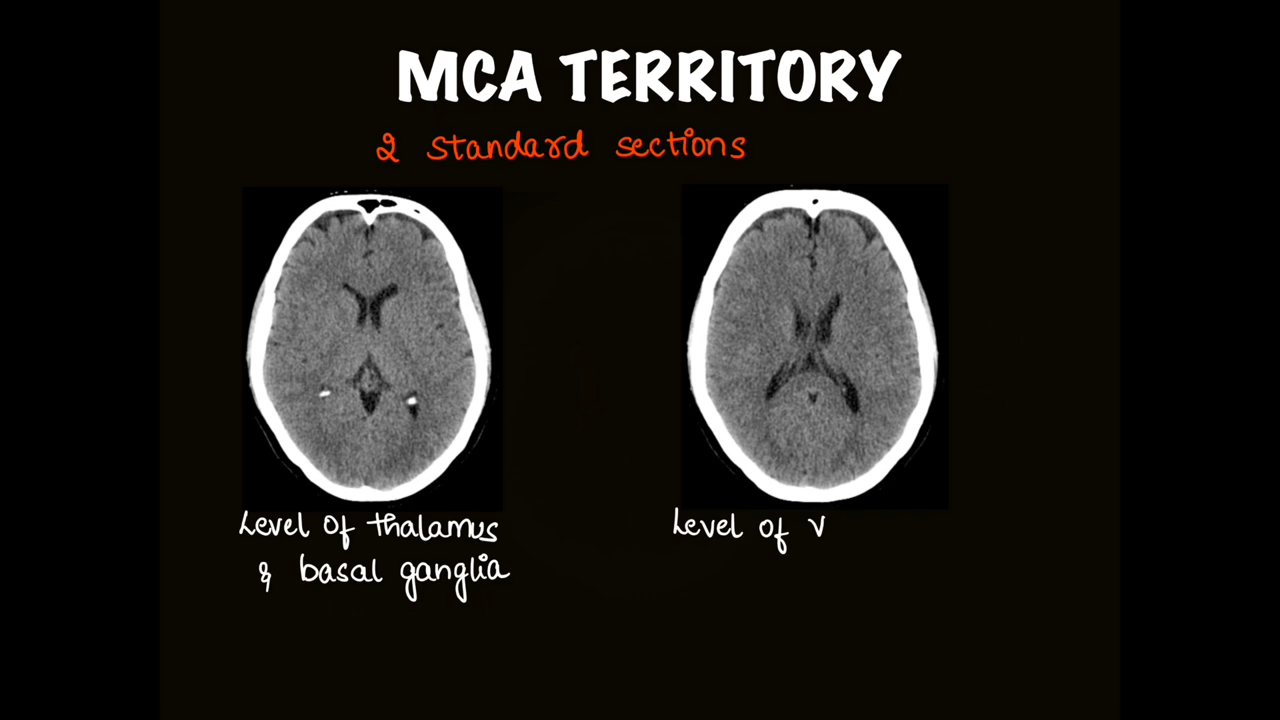 MCA TERRITORY
2 standard sections
Level of thalamus
& basal ganglia
Level of v